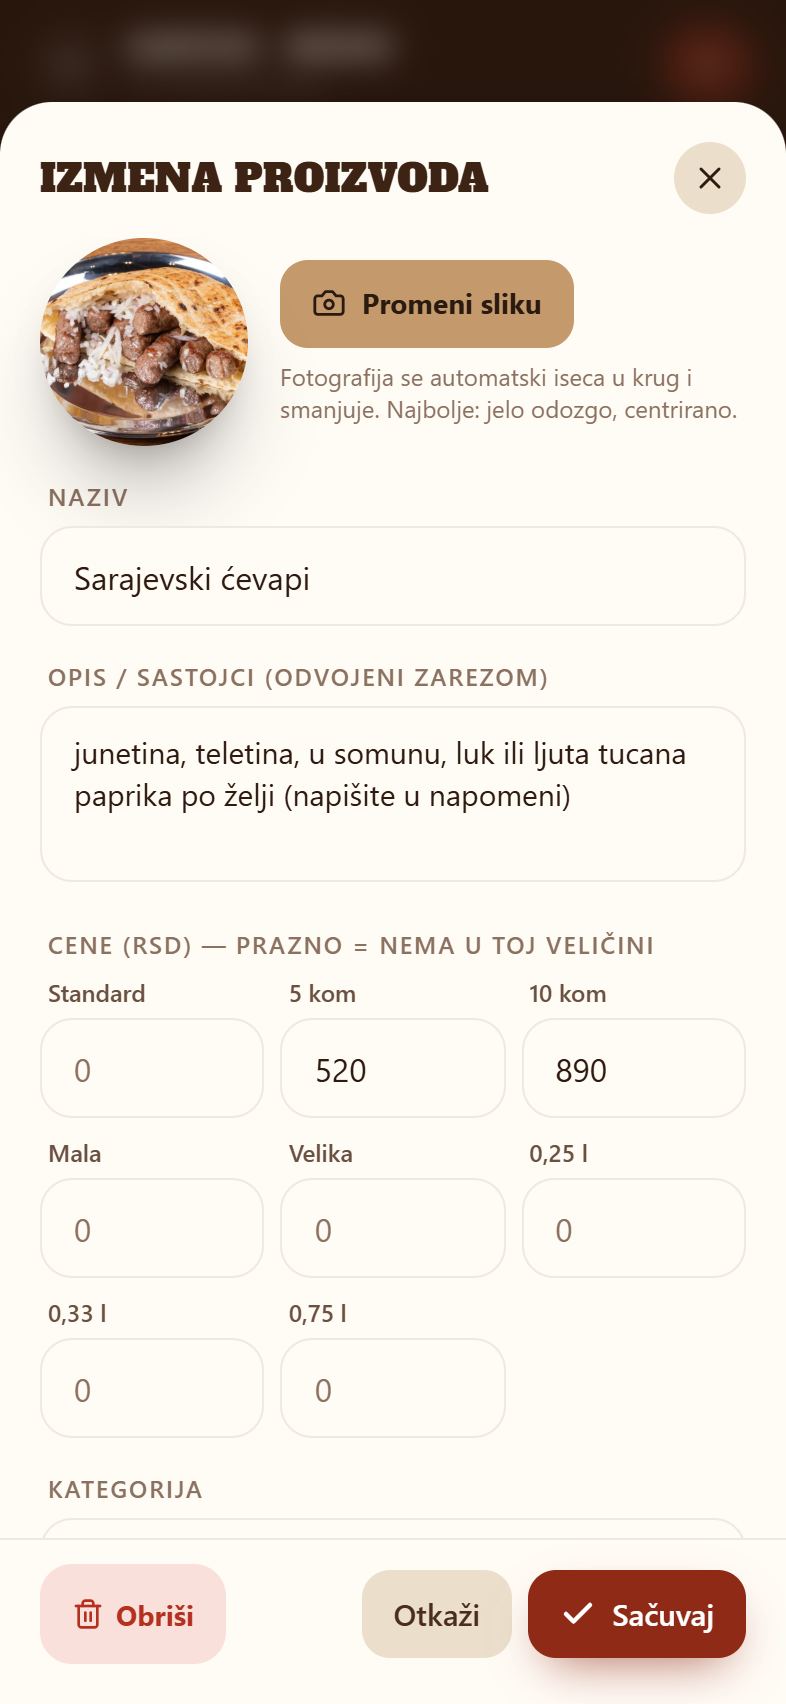 IZMENA PROIZVODA
Promeni sliku
Fotografija se automatski iseca u krug i
smanjuje. Najbolje: jelo odozgo, centrirano.
NAZIV
Sarajevski ćevapi
OPIS / SASTOJCI (ODVOJENI ZAREZOM)
junetina, teletina, u somunu, luk ili ljuta tucana
paprika po želji (napišite u napomeni)
CENE (RSD) — PRAZNO = NEMA U TOJ VELIČINI
Standard 5 kom 10 kom
0 520 890
Mala Velika 0,25 l
0 0 0
0,33 l 0,75 l
0 0
KATEGORIJA
Obriši Otkaži Sačuvaj